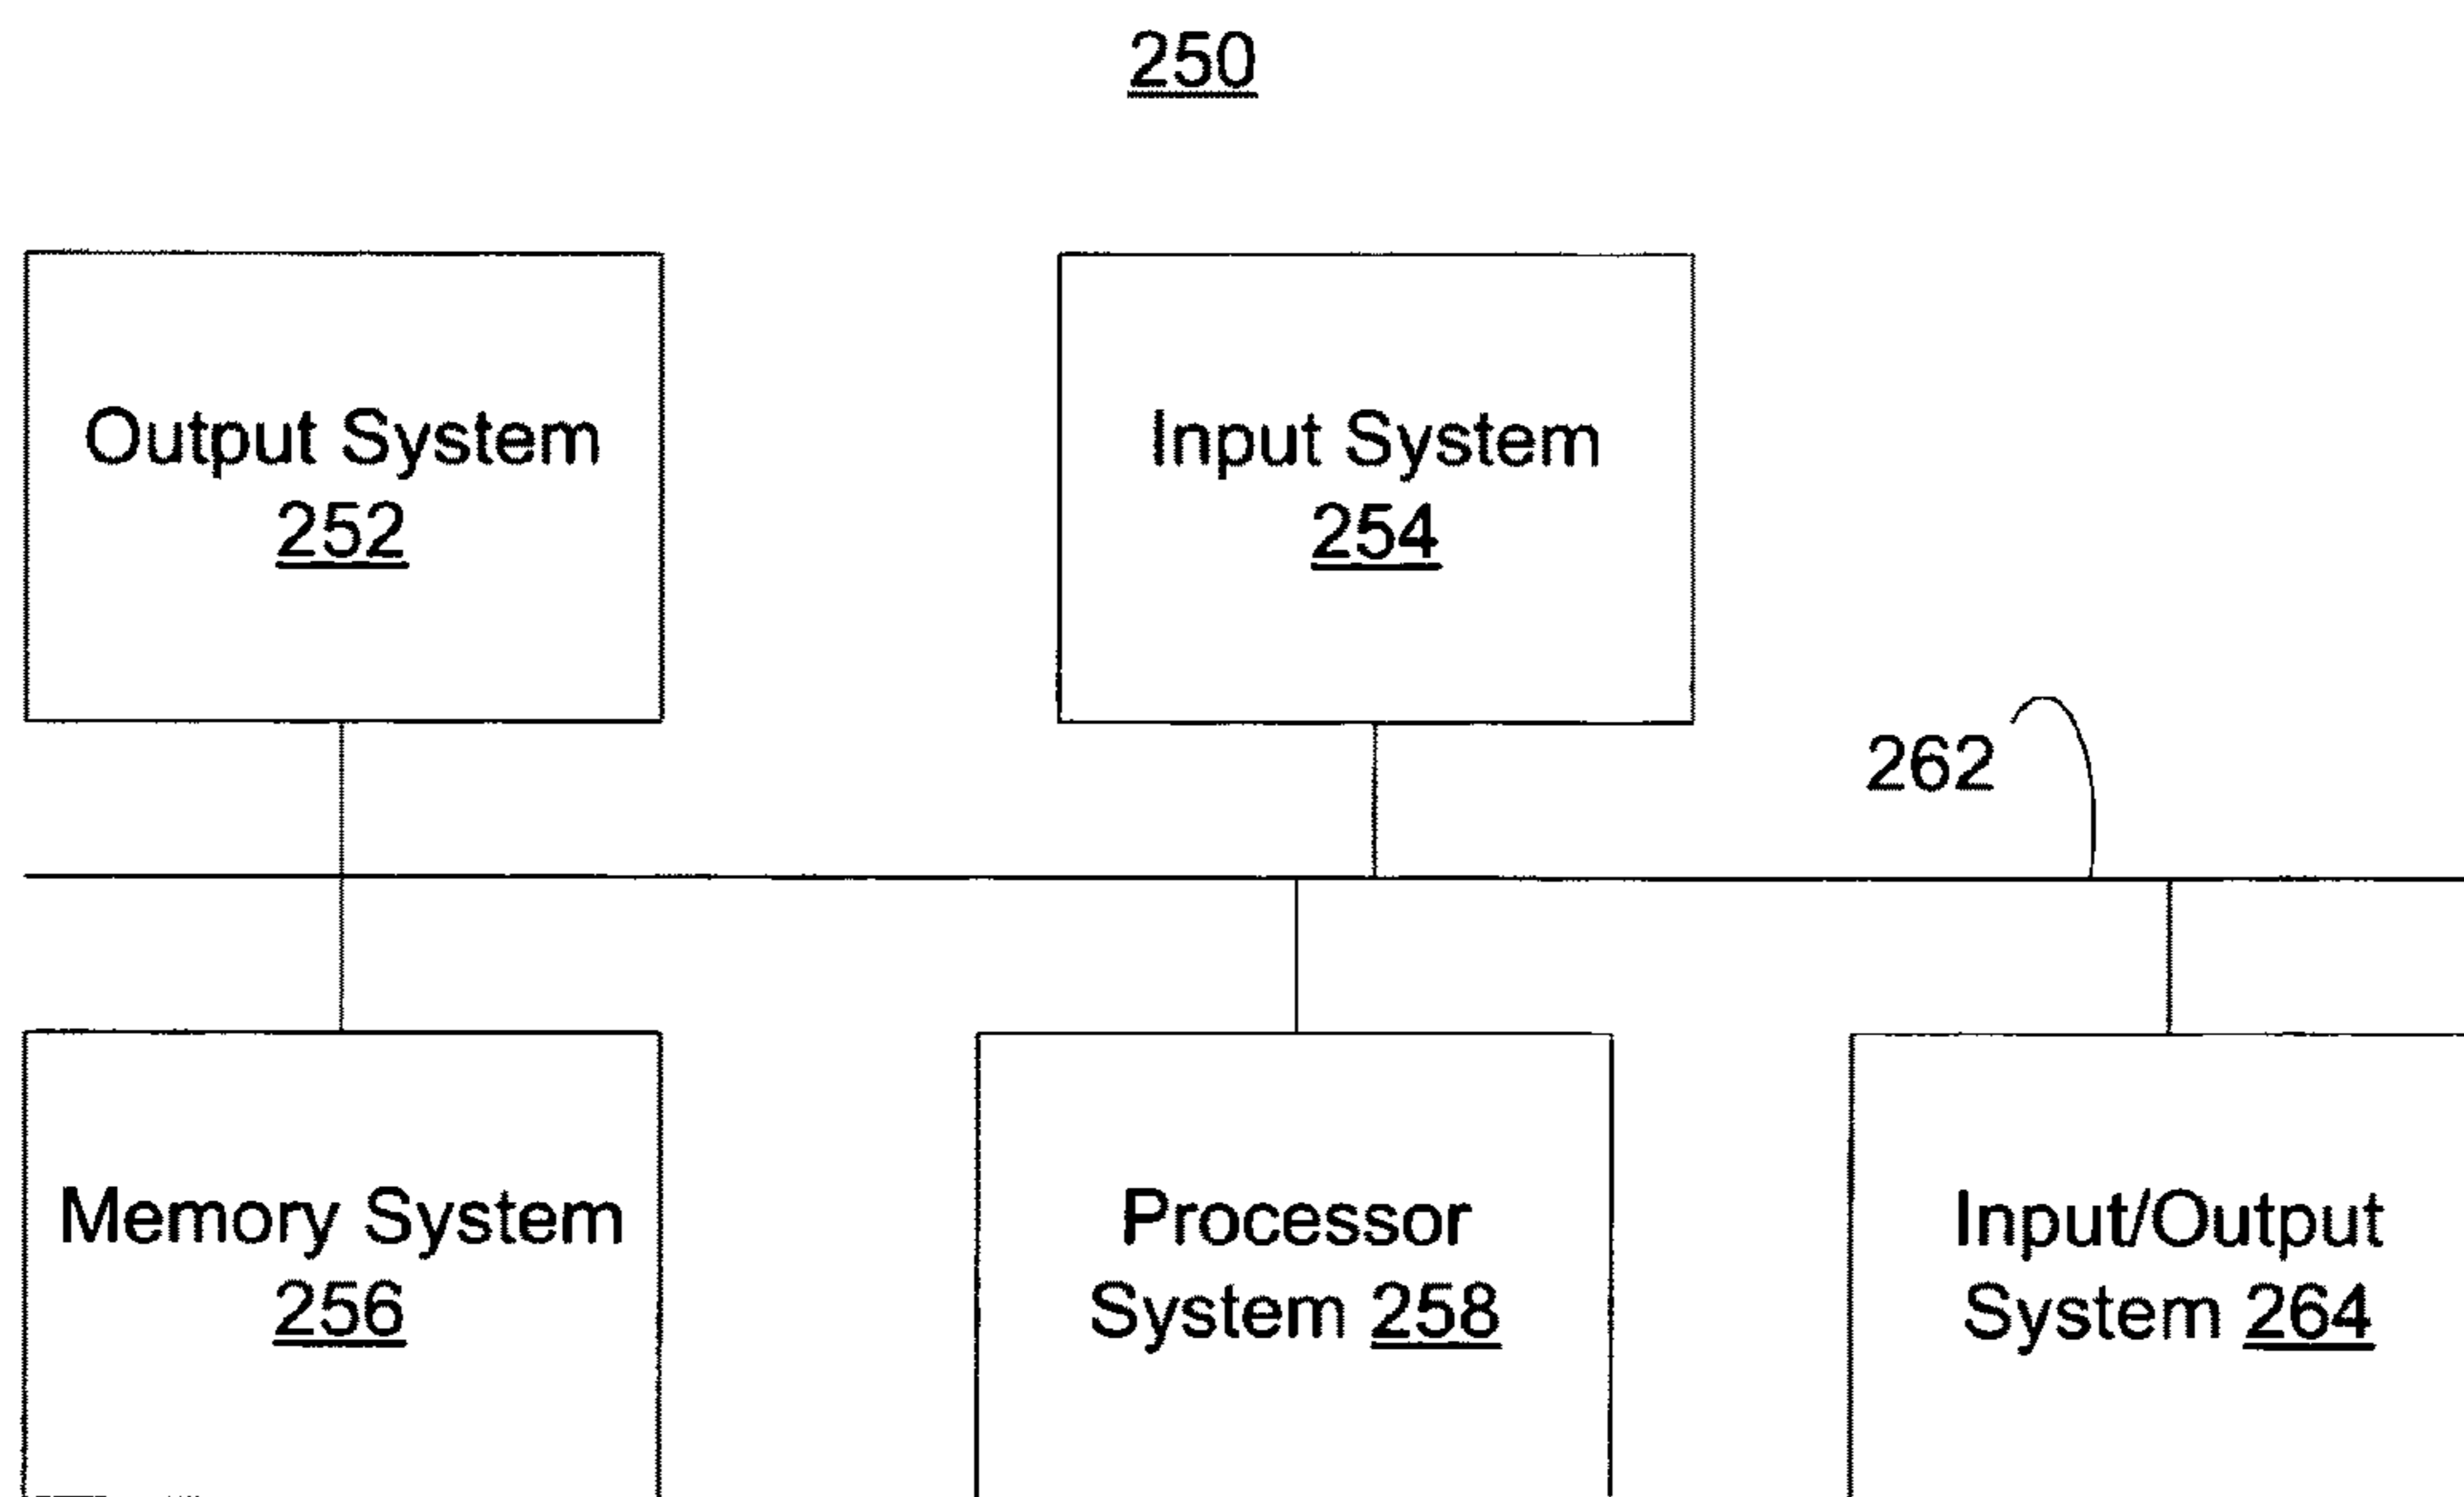 250
Output System
252
Input System
254
262
Memory System
256
Processor
System 258
Input/Output
System 264